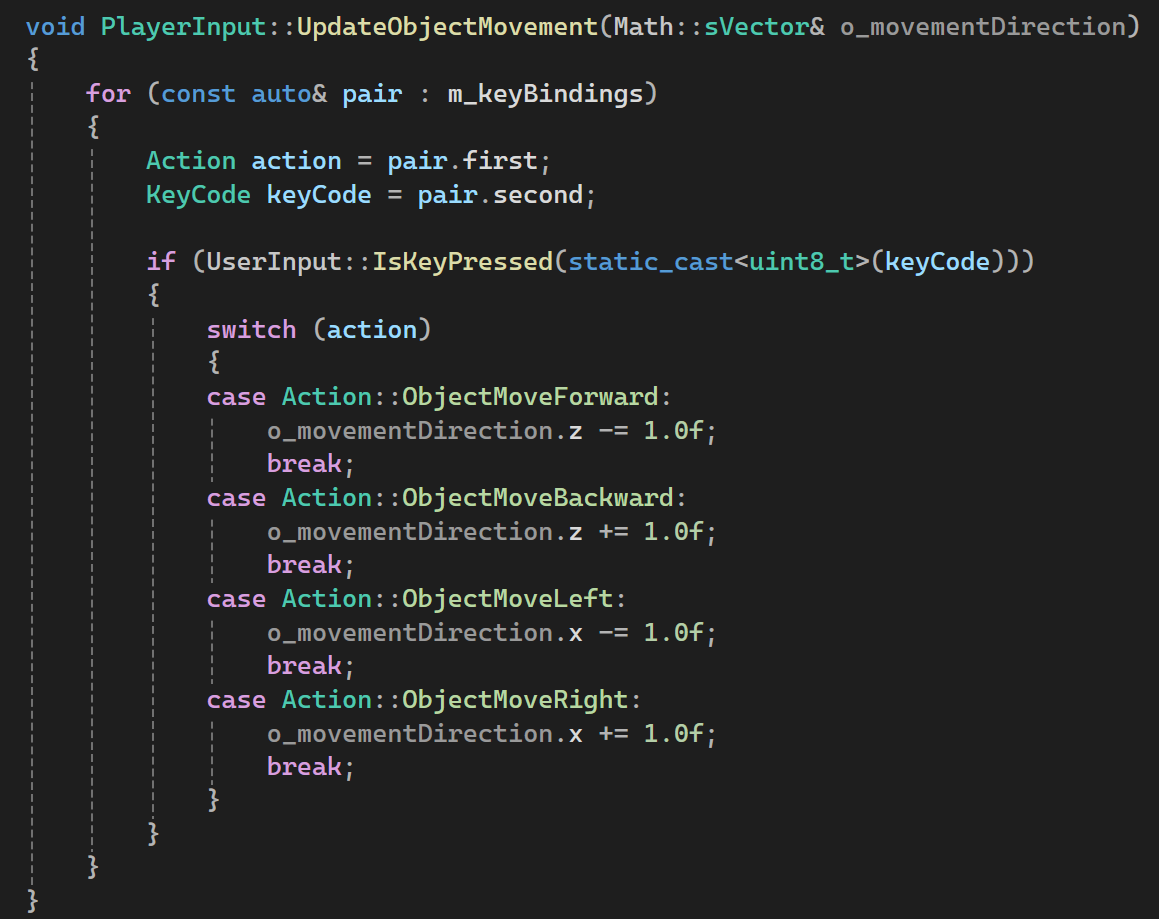 void PlayerInput::UpdateObjectMovement(Math::sVector& o_movementDirection)
{
    for (const auto& pair : m_keyBindings)
    {
        Action action = pair.first;
        KeyCode keyCode = pair.second;

        if (UserInput::IsKeyPressed(static_cast<uint8_t>(keyCode)))
        {
            switch (action)
            {
            case Action::ObjectMoveForward:
                o_movementDirection.z -= 1.0f;
                break;
            case Action::ObjectMoveBackward:
                o_movementDirection.z += 1.0f;
                break;
            case Action::ObjectMoveLeft:
                o_movementDirection.x -= 1.0f;
                break;
            case Action::ObjectMoveRight:
                o_movementDirection.x += 1.0f;
                break;
            }
        }
    }
}